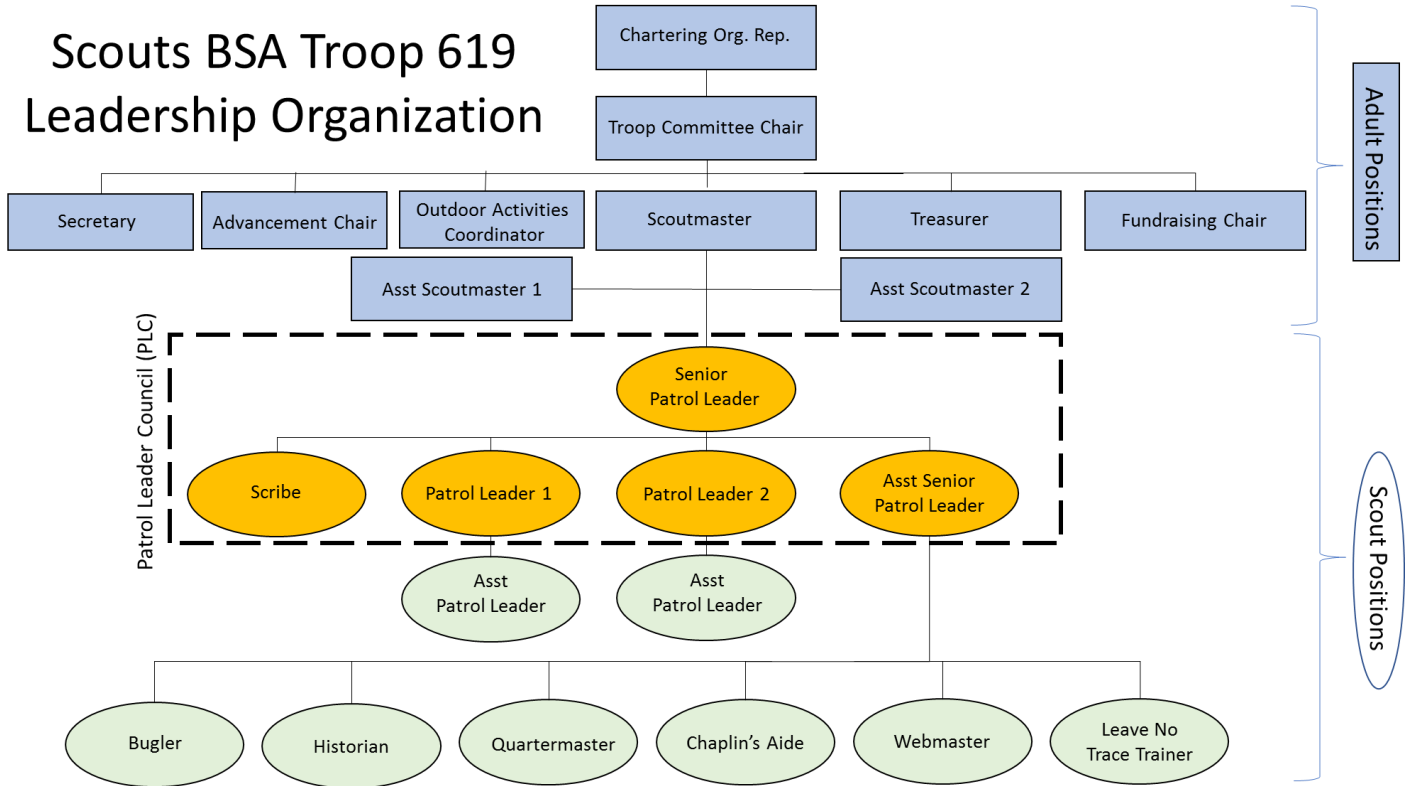 Scouts BSA Troop 619
Leadership Organization
Chartering Org. Rep.
Troop Committee Chair
Secretary
Advancement Chair
Outdoor Activities
Coordinator
Scoutmaster
Treasurer
Fundraising Chair
Asst Scoutmaster 1
Asst Scoutmaster 2
Adult Positions
Patrol Leader Council (PLC)
Senior
Patrol Leader
Scribe
Patrol Leader 1
Patrol Leader 2
Asst Senior
Patrol Leader
Asst
Patrol Leader
Asst
Patrol Leader
Scout Positions
Bugler
Historian
Quartermaster
Chaplin’s Aide
Webmaster
Leave No
Trace Trainer